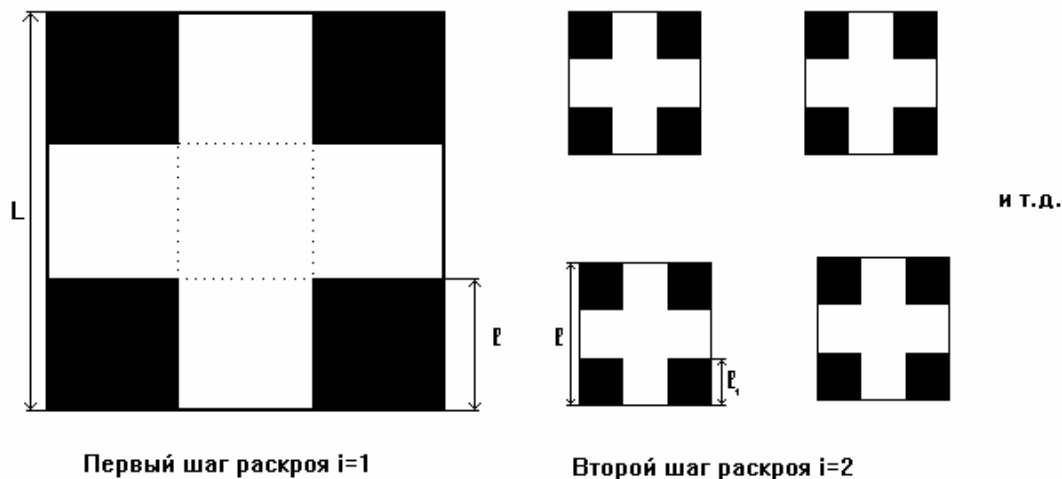 L
ℓ
ℓ
ℓ₁
и т.д.
Первый шаг раскроя i=1
Второй шаг раскроя i=2